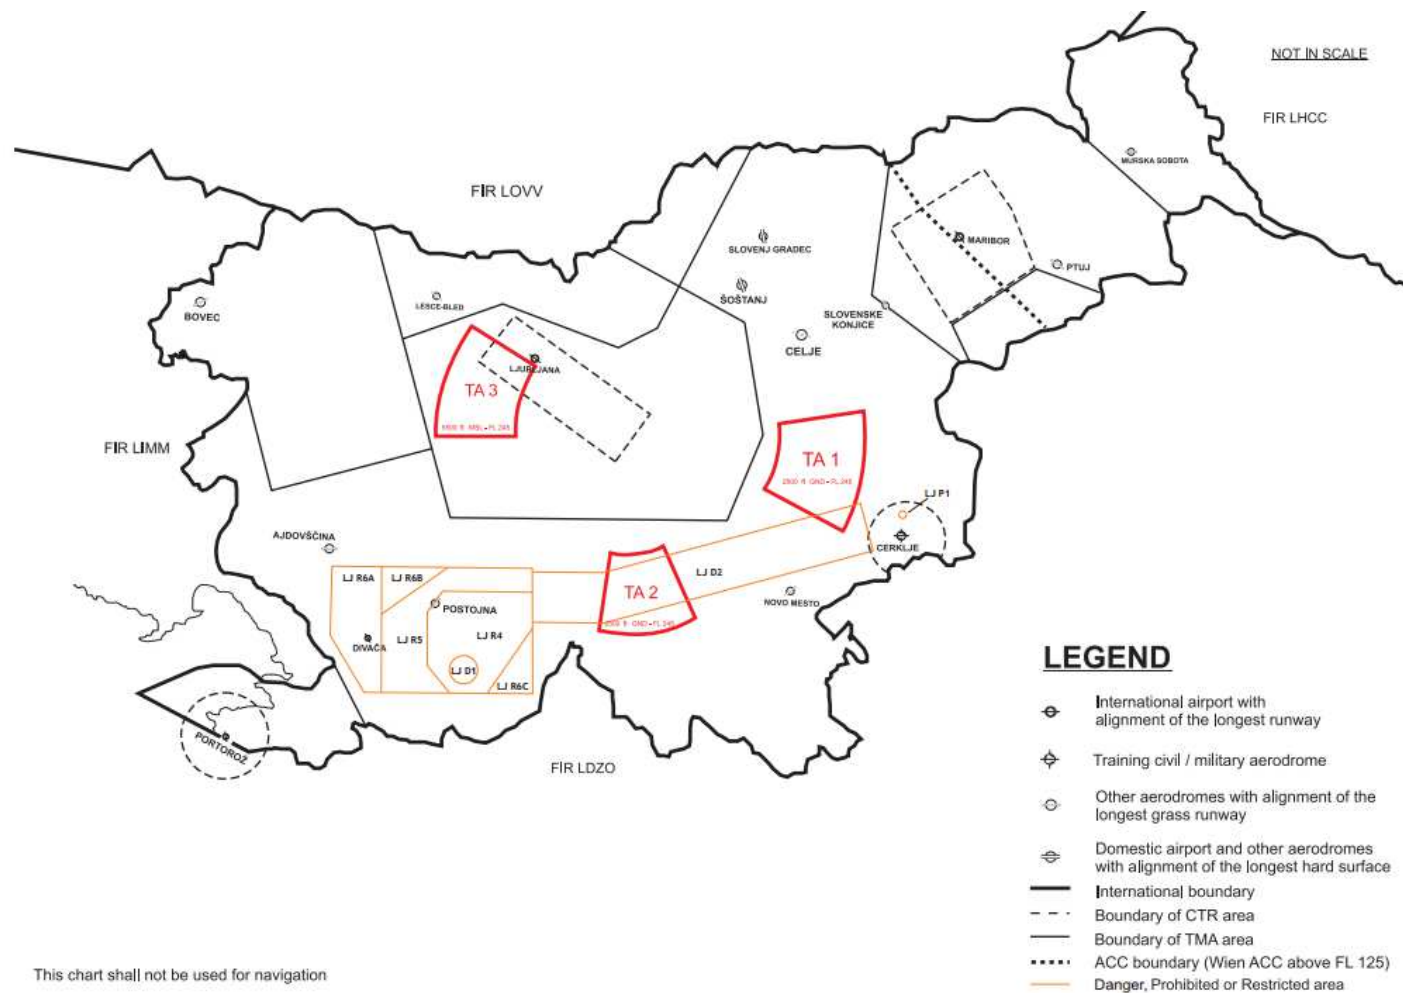 NOT IN SCALE
FIR LHCC
MURSKA SOBOTA
FIR LOVV
SLOVENJ GRADEC
MARIBOR
PTUJ
ŠOŠTANJ
LESCE-BLED
BOVEC
SLOVENSKE
KONJICE
CELJE
LJUBLJANA
TA 3
FIR LIMM
TA 1
2500 ft GND-FL 245
LJ P1
CERKLJE
AJDOVŠČINA
LJ R6A
LJ R6B
LJ D2
TA 2
NOVO MESTO
POSTOJNA
LJ R5
LJ R4
DIVAČA
LJ D1
LJ R6C
PORTOROŽ
FIR LDZO
LEGEND
International airport with
alignment of the longest runway
Training civil / military aerodrome
Other aerodromes with alignment of the
longest grass runway
Domestic airport and other aerodromes
with alignment of the longest hard surface
International boundary
Boundary of CTR area
Boundary of TMA area
ACC boundary (Wien ACC above FL 125)
Danger, Prohibited or Restricted area
This chart shall not be used for navigation